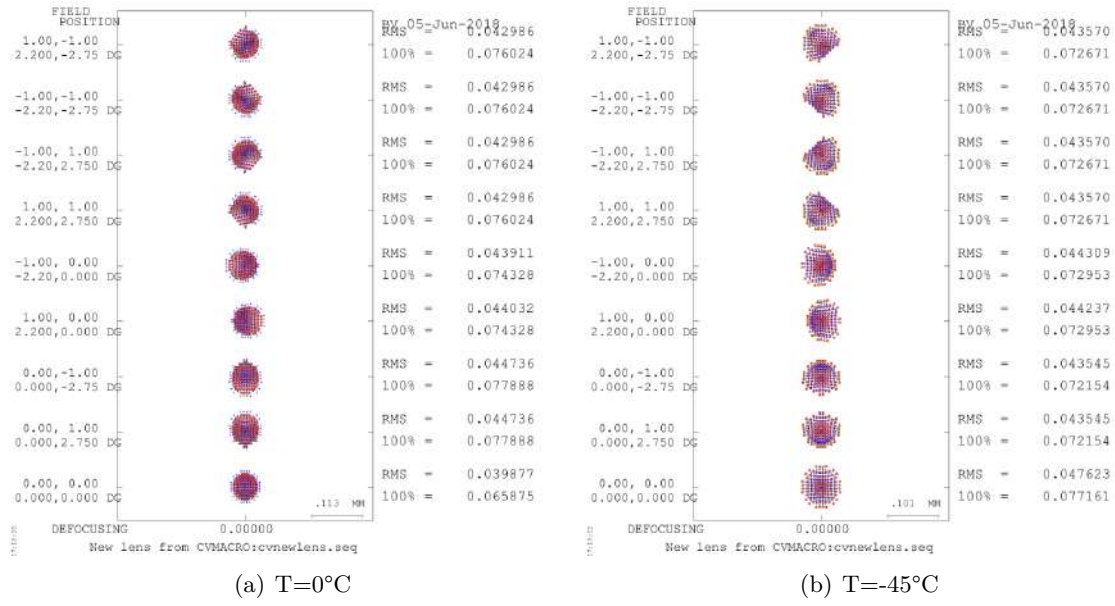 FIELD
POSITION
BV 05-Jun-2018
1.00,-1.00
2.200,-2.75 DG
RMS = 0.042986
100% = 0.076024
-1.00,-1.00
-2.20,-2.75 DG
RMS = 0.042986
100% = 0.076024
-1.00, 1.00
-2.20,2.750 DG
RMS = 0.042986
100% = 0.076024
1.00, 1.00
2.200,2.750 DG
RMS = 0.042986
100% = 0.076024
-1.00, 0.00
-2.20,0.000 DG
RMS = 0.043911
100% = 0.074328
1.00, 0.00
2.200,0.000 DG
RMS = 0.044032
100% = 0.074328
0.00,-1.00
0.000,-2.75 DG
RMS = 0.044736
100% = 0.077888
0.00, 1.00
0.000,2.750 DG
RMS = 0.044736
100% = 0.077888
0.00, 0.00
0.000,0.000 DG
RMS = 0.039877
100% = 0.065875
.113 MM
DEFOCUSING 0.00000
New lens from CVMACRO:cvnewlens.seq
(a) T=0°C
FIELD
POSITION
BV 05-Jun-2018
1.00,-1.00
2.200,-2.75 DG
RMS = 0.043570
100% = 0.072671
-1.00,-1.00
-2.20,-2.75 DG
RMS = 0.043570
100% = 0.072671
-1.00, 1.00
-2.20,2.750 DG
RMS = 0.043570
100% = 0.072671
1.00, 1.00
2.200,2.750 DG
RMS = 0.043570
100% = 0.072671
-1.00, 0.00
-2.20,0.000 DG
RMS = 0.044309
100% = 0.072953
1.00, 0.00
2.200,0.000 DG
RMS = 0.044237
100% = 0.072953
0.00,-1.00
0.000,-2.75 DG
RMS = 0.043545
100% = 0.072154
0.00, 1.00
0.000,2.750 DG
RMS = 0.043545
100% = 0.072154
0.00, 0.00
0.000,0.000 DG
RMS = 0.047623
100% = 0.077161
.101 MM
DEFOCUSING 0.00000
New lens from CVMACRO:cvnewlens.seq
(b) T=-45°C